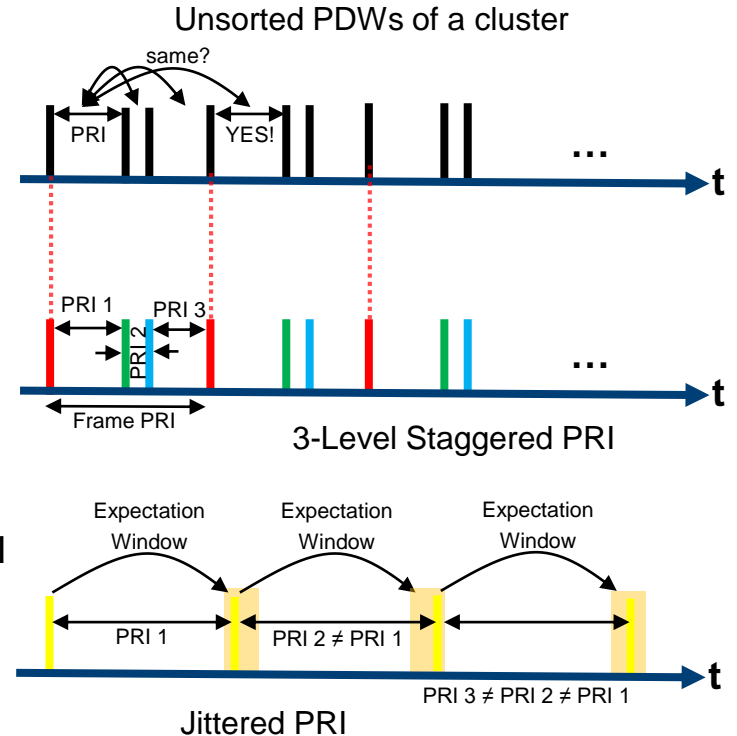 Unsorted PDWs of a cluster
same?
PRI
YES!
...
t
PRI 1
PRI 2
PRI 3
...
t
Frame PRI
3-Level Staggered PRI
Expectation
Window
Expectation
Window
Expectation
Window
PRI 1
PRI 2 ≠ PRI 1
t
PRI 3 ≠ PRI 2 ≠ PRI 1
Jittered PRI